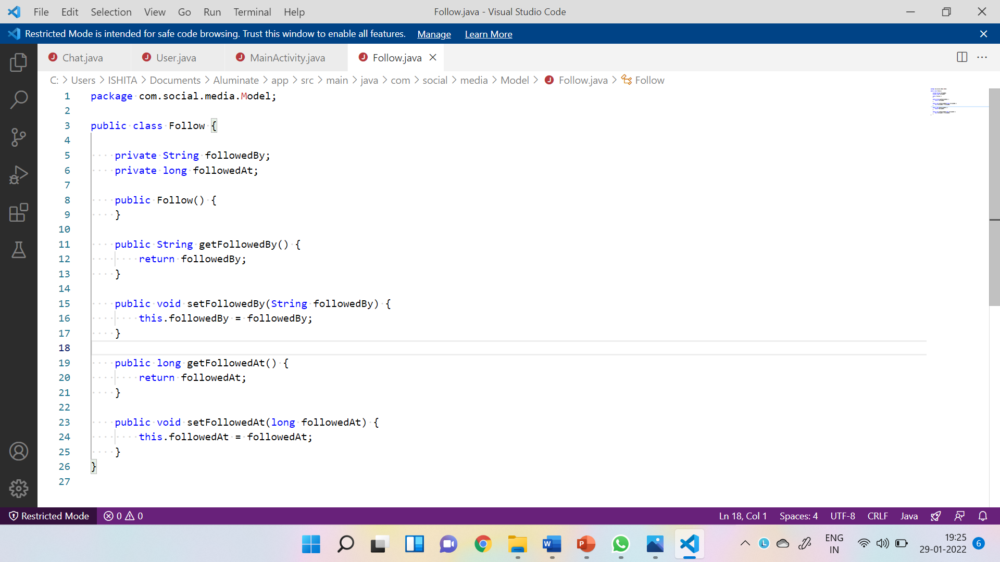 File Edit Selection View Go Run Terminal Help Follow.java - Visual Studio Code
Restricted Mode is intended for safe code browsing. Trust this window to enable all features. Manage Learn More
Chat.java User.java MainActivity.java Follow.java
C: > Users > ISHITA > Documents > Aluminate > app > src > main > java > com > social > media > Model > Follow.java > Follow
1 package com.social.media.Model;
2
3 public class Follow {
4
5 private String followedBy;
6 private long followedAt;
7
8 public Follow() {
9 }
10
11 public String getFollowedBy() {
12 return followedBy;
13 }
14
15 public void setFollowedBy(String followedBy) {
16 this.followedBy = followedBy;
17 }
18
19 public long getFollowedAt() {
20 return followedAt;
21 }
22
23 public void setFollowedAt(long followedAt) {
24 this.followedAt = followedAt;
25 }
26 }
27
Restricted Mode 0 0 Ln 18, Col 1 Spaces: 4 UTF-8 CRLF Java
ENG 19:25
IN 29-01-2022 6